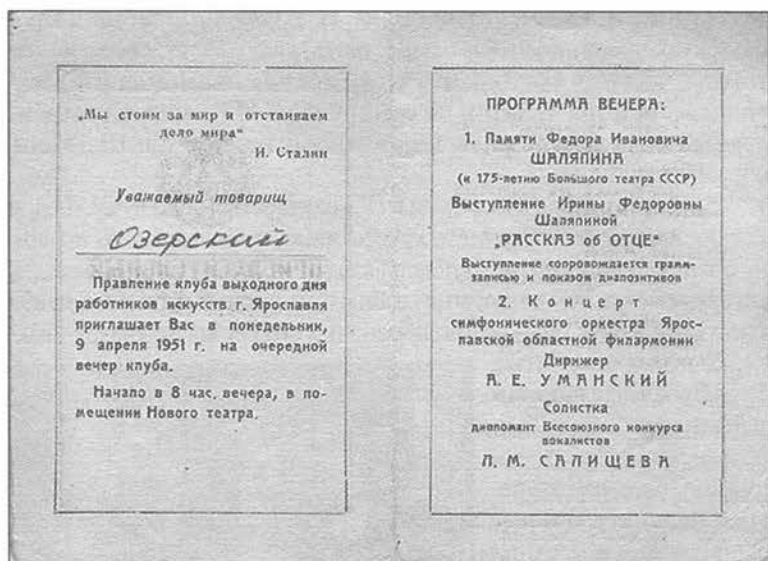 „Мы стоим за мир и отстаиваем
дело мира“
И. Сталин
Уважаемый товарищ
Озерский
Правление клуба выходного дня
работников искусств г. Ярославля
приглашает Вас в понедельник,
9 апреля 1951 г. на очередной
вечер клуба.
Начало в 8 час. вечера, в по-
мещении Нового театра.
ПРОГРАММА ВЕЧЕРА:
1. Памяти Федора Ивановича
ШАЛЯПИНА
(к 175-летию Большого театра СССР)
Выступление Ирины Федоровны
Шаляпиной
„РАССКАЗ об ОТЦЕ“
Выступление сопровождается грамм-
записью и показом диапозитивов
2. Концерт
симфонического оркестра Ярос-
лавской областной филармонии
Дирижер
А. Е. УМАНСКИЙ
Солистка
дипломант Всесоюзного конкурса
вокалистов
Л. М. САЛИЩЕВА